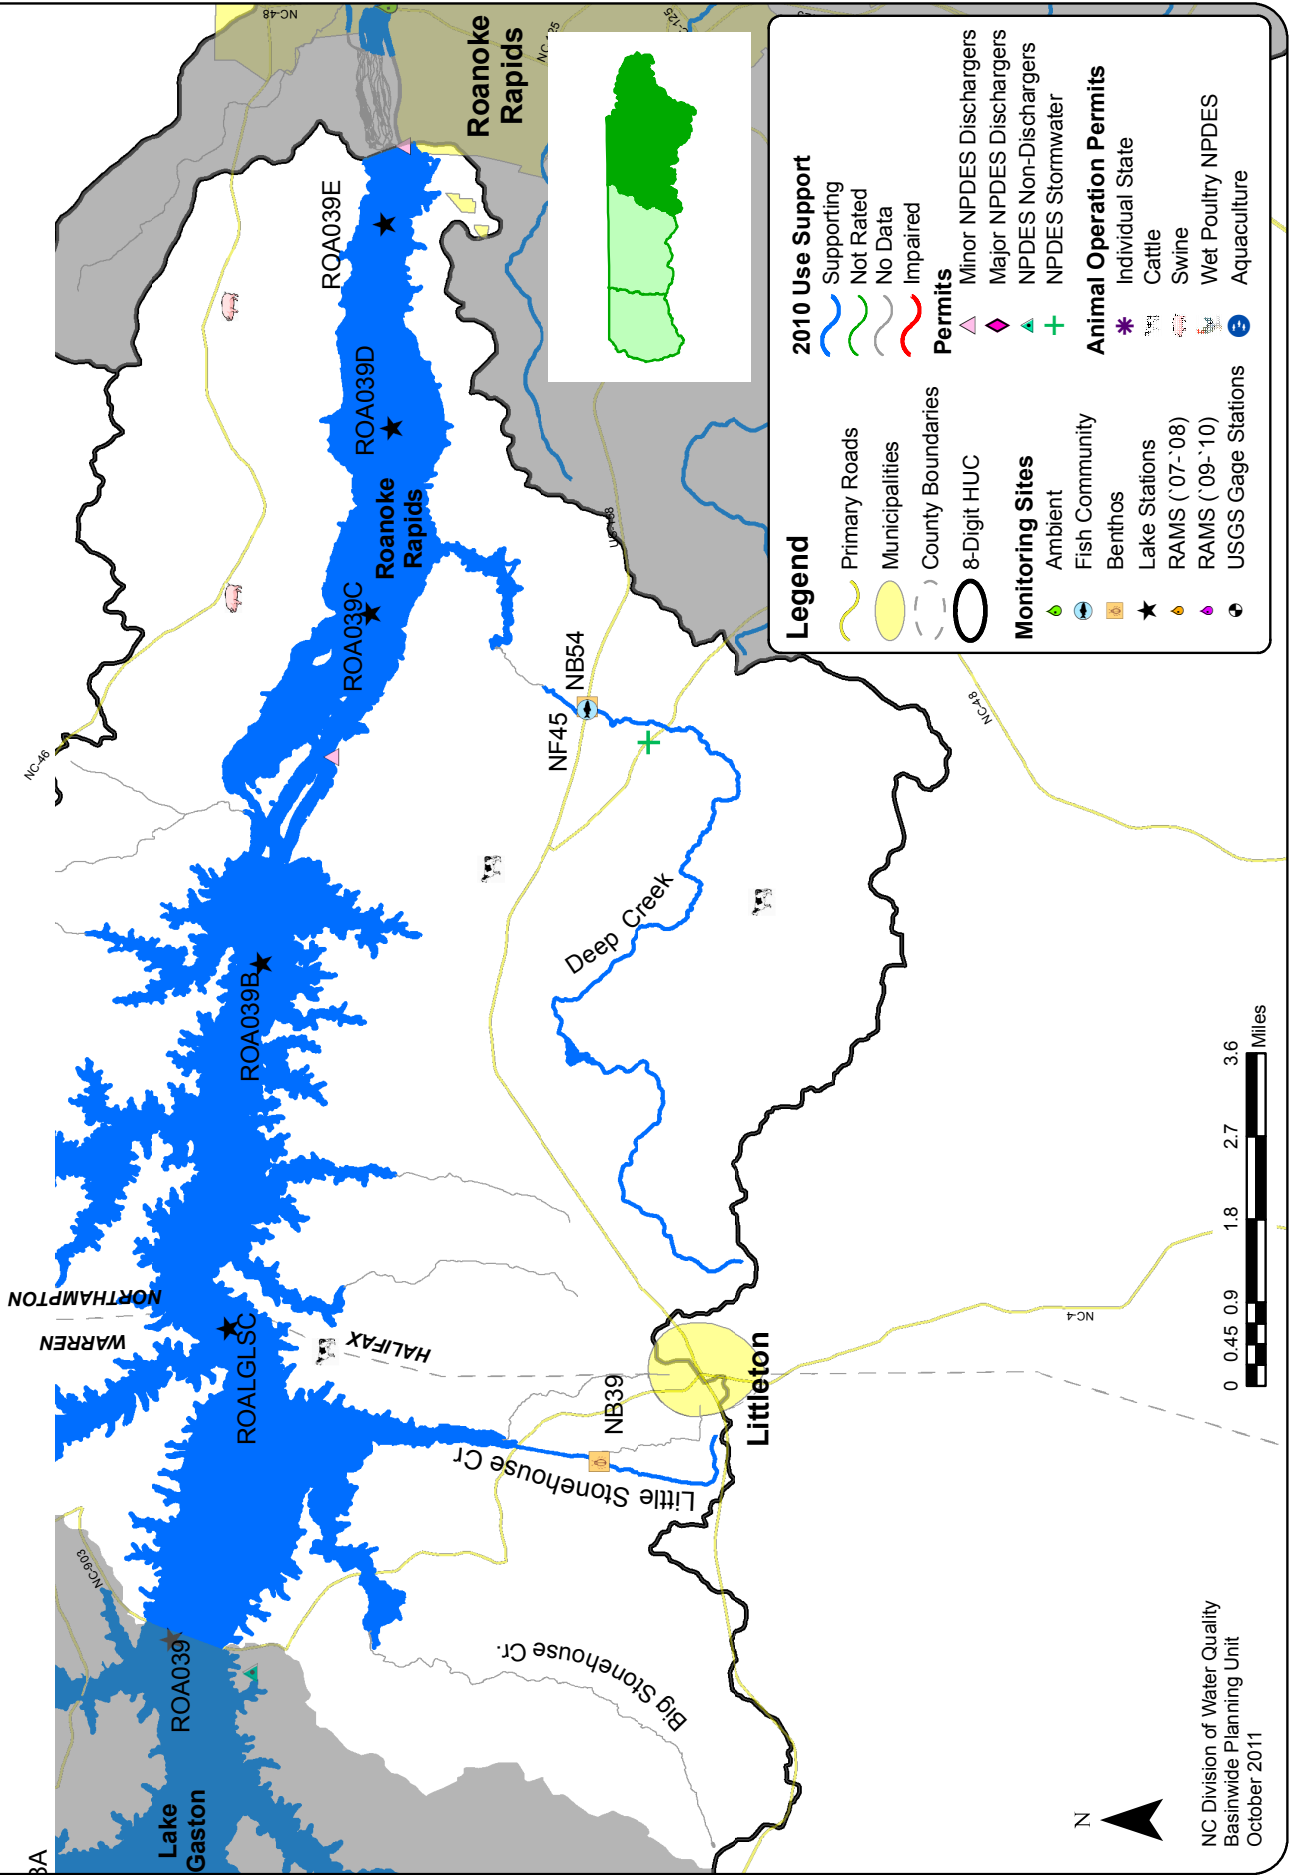 3A
NC-903
ROA039
Lake
Gaston
WARREN
NORTHAMPTON
HALIFAX
ROALGLSC
ROA039B
NC-46
ROA039C
Roanoke
Rapids
ROA039D
ROA039E
NC-48
Roanoke
Rapids
Big Stonehouse Cr.
Little Stonehouse Cr
NB39
Littleton
Deep Creek
NF45
NB54
NC-4
NC-48
Legend
Primary Roads
Municipalities
County Boundaries
8-Digit HUC
Monitoring Sites
Ambient
Fish Community
Benthos
Lake Stations
RAMS (`07-`08)
RAMS (`09-`10)
USGS Gage Stations
2010 Use Support
Supporting
Not Rated
No Data
Impaired
Permits
Minor NPDES Dischargers
Major NPDES Dischargers
NPDES Non-Dischargers
NPDES Stormwater
Animal Operation Permits
Individual State
Cattle
Swine
Wet Poultry NPDES
Aquaculture
N
NC Division of Water Quality
Basinwide Planning Unit
October 2011
0 0.45 0.9 1.8 2.7 3.6
Miles